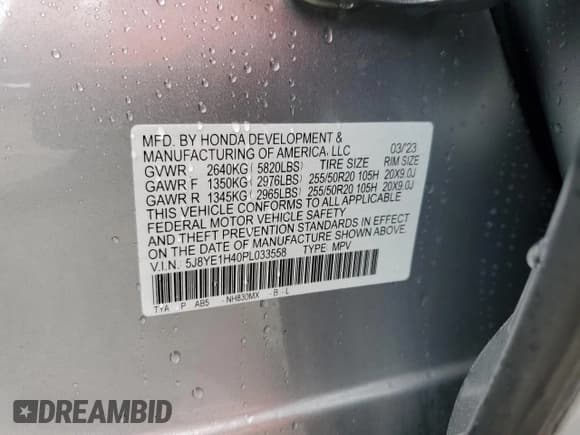 MFD. BY HONDA DEVELOPMENT &
MANUFACTURING OF AMERICA, LLC 03/'23
GVWR 2640KG ( 5820LBS ) TIRE SIZE RIM SIZE
GAWR F 1350KG ( 2976LBS ) 255/50R20 105H 20X9.0J
GAWR R 1345KG ( 2965LBS ) 255/50R20 105H 20X9.0J
THIS VEHICLE CONFORMS TO ALL APPLICABLE
FEDERAL MOTOR VEHICLE SAFETY
AND THEFT PREVENTION STANDARDS IN EFFECT
ON THE DATE OF MANUFACTURE SHOWN ABOVE.
V.I.N. 5J8YE1H40PL033558 TYPE: MPV
TYA P AB5 - NH830MX - B - L
E
DREAMBID